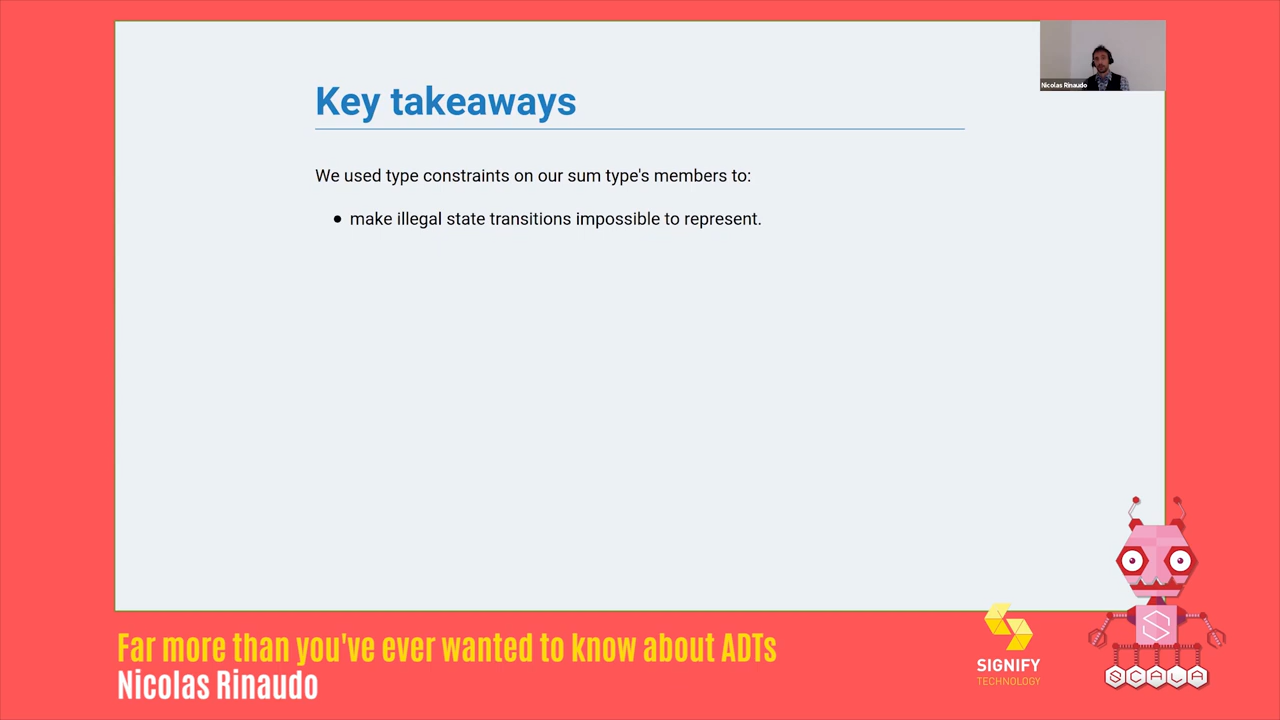 Nicolas Rinaudo
Key takeaways
We used type constraints on our sum type's members to:
● make illegal state transitions impossible to represent.
Far more than you've ever wanted to know about ADTs
Nicolas Rinaudo
SIGNIFY
TECHNOLOGY
S
SCALA